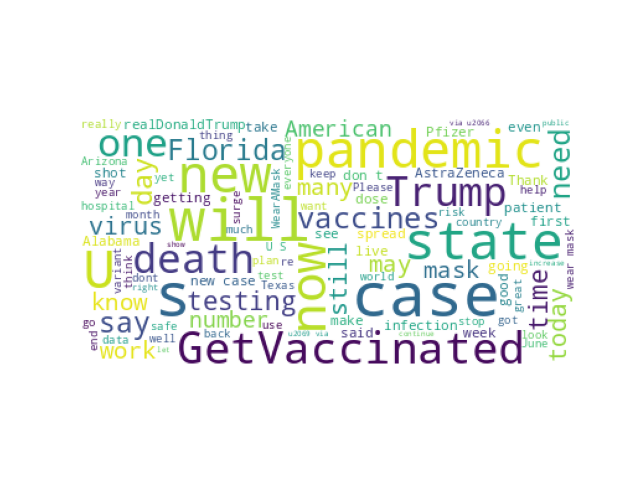 really
realDonaldTrump
take
American
via u2066
Pfizer
even
public
one
thing
Florida
everyone
pandemic
need
Arizona
shot
yet
day
new
many
keep
don t
AstraZeneca
Thank
way
year
getting
surge
WearAMask
Please
dose
Trump
help
hospital
month
will
want
vaccines
risk
country
patient
first
virus
much
see
spread
state
wear mask
Alabama
U
death
U S
now
still
live
may
mask
going
good
time
today
variant
think
show
plan
re
world
increase
dont
right
new case
test
Texas
case
great
know
s
testing
go
end
say
safe
number
use
make
infection
stop
got
look
June
data
well
back
u2069 via
said
continue
week
work
let
GetVaccinated